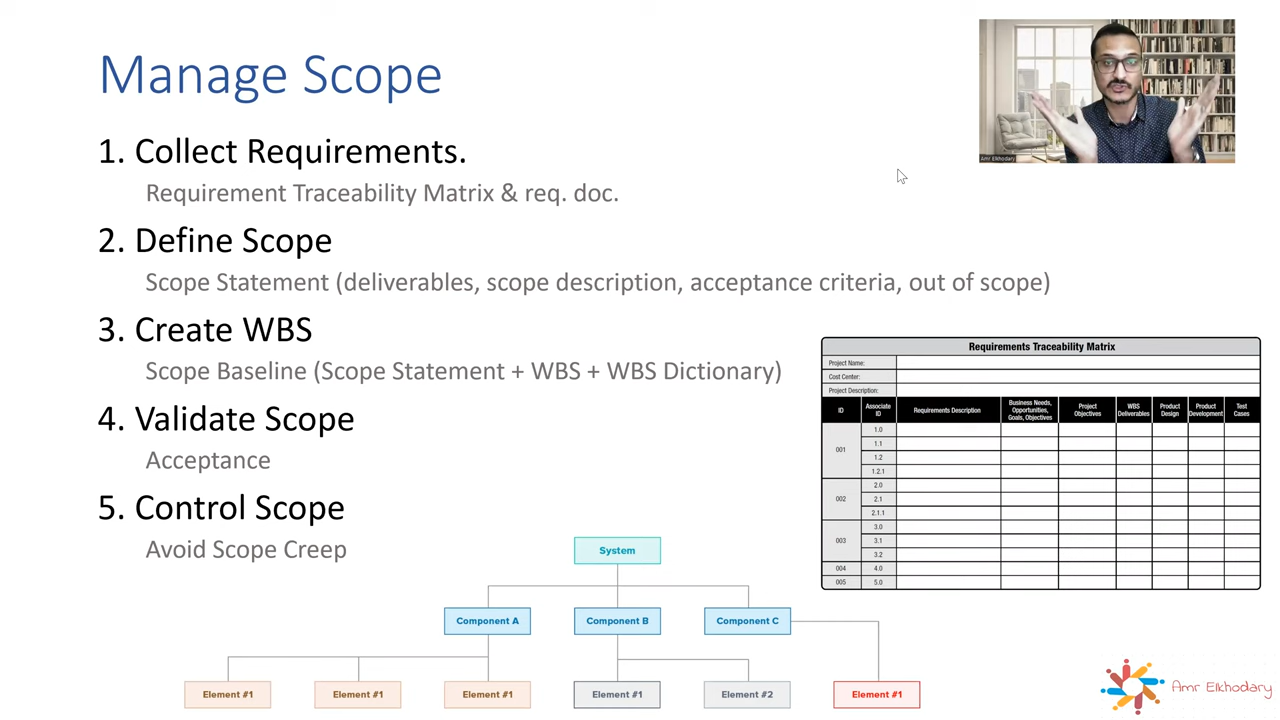 Manage Scope
1. Collect Requirements.
Requirement Traceability Matrix & req. doc.
2. Define Scope
Scope Statement (deliverables, scope description, acceptance criteria, out of scope)
3. Create WBS
Scope Baseline (Scope Statement + WBS + WBS Dictionary)
4. Validate Scope
Acceptance
5. Control Scope
Avoid Scope Creep
Amr Elkhodary
Requirements Traceability Matrix
Project Name:
Cost Center:
Project Description:
ID
Associate
ID
Requirements Description
Business Needs,
Opportunities,
Goals, Objectives
Project
Objectives
WBS
Deliverables
Product
Design
Product
Development
Test
Cases
001
1.0
1.1
1.2
1.2.1
002
2.0
2.1
2.1.1
003
3.0
3.1
3.2
004
4.0
005
5.0
System
Component A
Component B
Component C
Element #1
Element #1
Element #1
Element #1
Element #2
Element #1
Amr Elkhodary